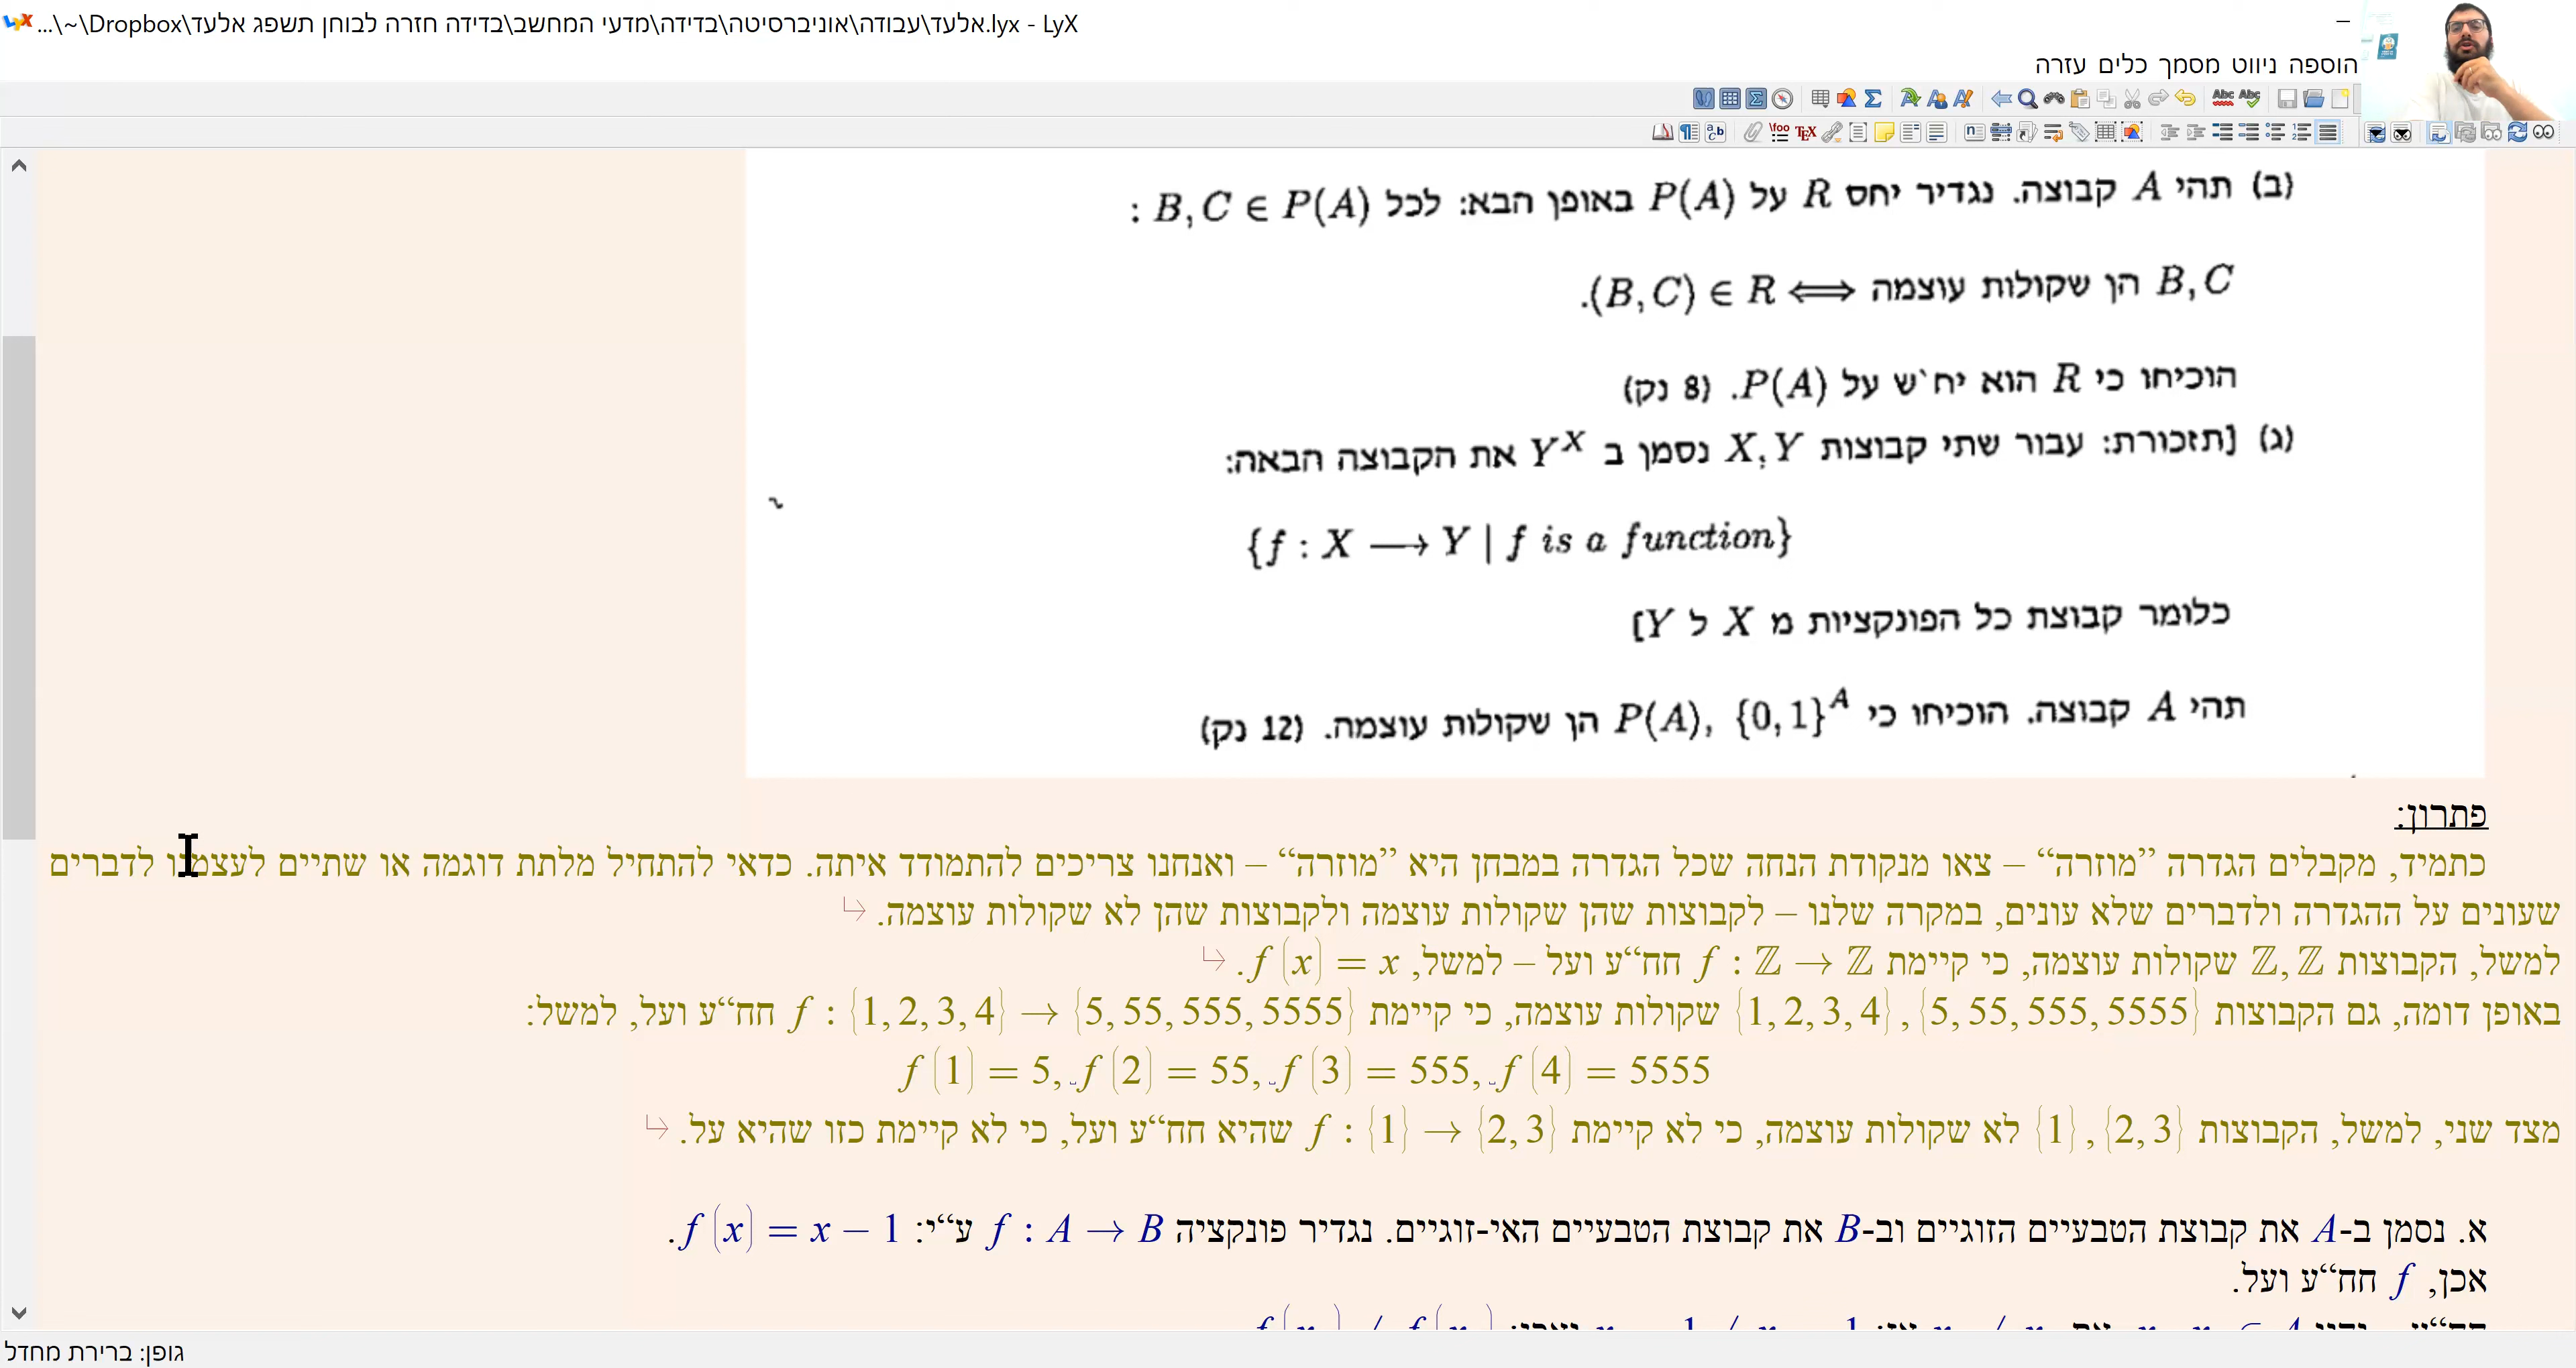 ...\~\Dropbox\אלעד\עבודה\אוניברסיטה\בדידה\מדעי המחשב\בדידה חזרה לבוחן תשפג אלעד.lyx - LyX
הוספה ניווט מסמך כלים עזרה
(ב) תהי A קבוצה. נגדיר יחס R על P(A) באופן הבא: לכל B, C ∈ P(A) :
B, C הן שקולות עוצמה ⟺ (B, C) ∈ R.
הוכיחו כי R הוא יח`ש על P(A). (8 נק)
(ג) [תזכורת: עבור שתי קבוצות X, Y נסמן ב Y^X את הקבוצה הבאה:
{f : X ⟶ Y | f is a function}
כלומר קבוצת כל הפונקציות מ X ל Y]
תהי A קבוצה. הוכיחו כי P(A), {0, 1}^A הן שקולות עוצמה. (12 נק)
פתרון:
כתמיד, מקבלים הגדרה ”מוזרה“ – צאו מנקודת הנחה שכל הגדרה במבחן היא ”מוזרה“ – ואנחנו צריכים להתמודד איתה. כדאי להתחיל מלתת דוגמה או שתיים לעצמנו לדברים
שעונים על ההגדרה ולדברים שלא עונים, במקרה שלנו – לקבוצות שהן שקולות עוצמה ולקבוצות שהן לא שקולות עוצמה.
למשל, הקבוצות Z, Z שקולות עוצמה, כי קיימת f : Z → Z חח“ע ועל – למשל, f (x) = x.
באופן דומה, גם הקבוצות {1, 2, 3, 4} , {5, 55, 555, 5555} שקולות עוצמה, כי קיימת f : {1, 2, 3, 4} → {5, 55, 555, 5555} חח“ע ועל, למשל:
f (1) = 5, f (2) = 55, f (3) = 555, f (4) = 5555
מצד שני, למשל, הקבוצות {1} , {2, 3} לא שקולות עוצמה, כי לא קיימת f : {1} → {2, 3} שהיא חח“ע ועל, כי לא קיימת כזו שהיא על.
א. נסמן ב-A את קבוצת הטבעיים הזוגיים וב-B את קבוצת הטבעיים האי-זוגיים. נגדיר פונקציה f : A → B ע“י: f (x) = x − 1.
אכן, f חח“ע ועל.
גופן: ברירת מחדל